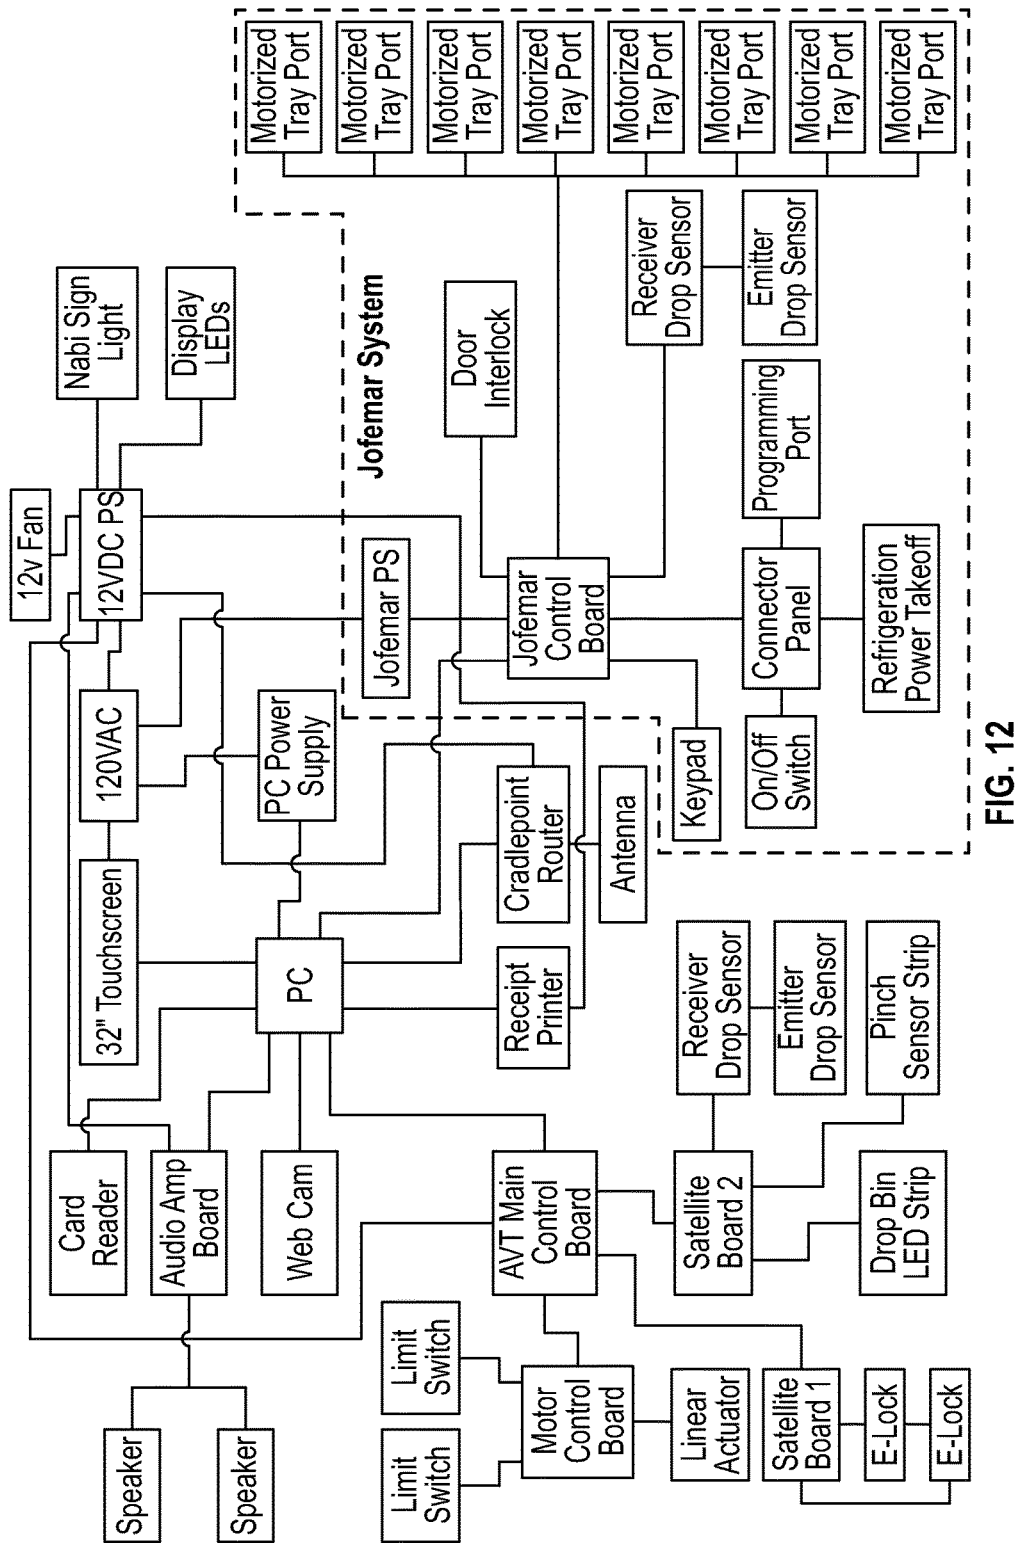 Speaker
Speaker
Card
Reader
Audio Amp
Board
Web Cam
32" Touchscreen
120VAC
12VDC PS
12v Fan
Nabi Sign
Light
Display
LEDs
PC Power
Supply
PC
Jofemar System
Jofemar PS
Limit
Switch
Limit
Switch
Motor
Control
Board
Linear
Actuator
Satellite
Board 1
E-Lock
E-Lock
AVT Main
Control
Board
Satellite
Board 2
Drop Bin
LED Strip
Receiver
Drop Sensor
Emitter
Drop Sensor
Pinch
Sensor Strip
Receipt
Printer
Cradlepoint
Router
Antenna
Keypad
On/Off
Switch
Jofemar
Control
Board
Door
Interlock
Connector
Panel
Programming
Port
Refrigeration
Power Takeoff
Receiver
Drop Sensor
Emitter
Drop Sensor
Motorized
Tray Port
Motorized
Tray Port
Motorized
Tray Port
Motorized
Tray Port
Motorized
Tray Port
Motorized
Tray Port
Motorized
Tray Port
Motorized
Tray Port
FIG. 12